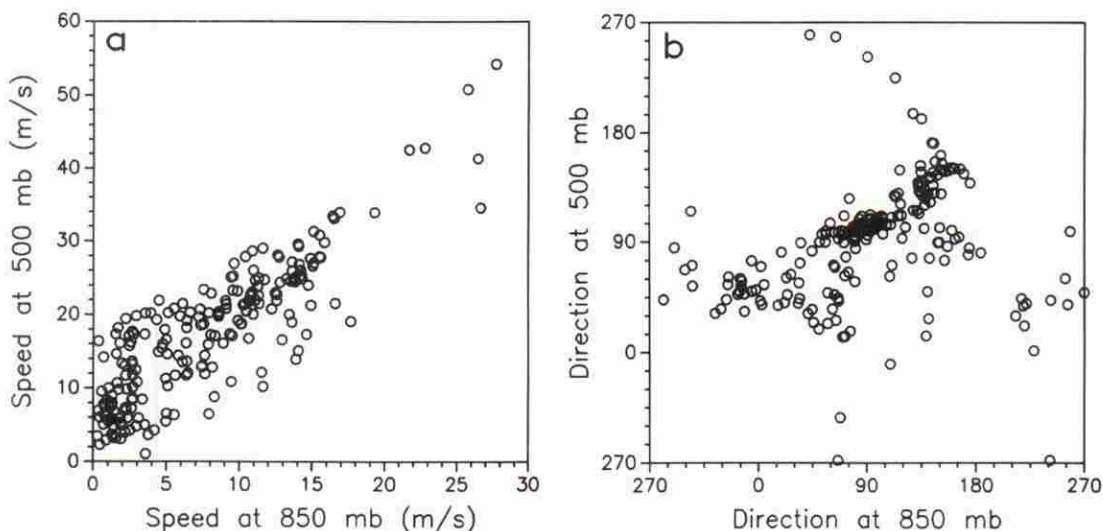 a
60
50
40
30
20
10
0
Speed at 500 mb (m/s)
0 5 10 15 20 25 30
Speed at 850 mb (m/s)
b
270
180
90
0
270
Direction at 500 mb
270 0 90 180 270
Direction at 850 mb